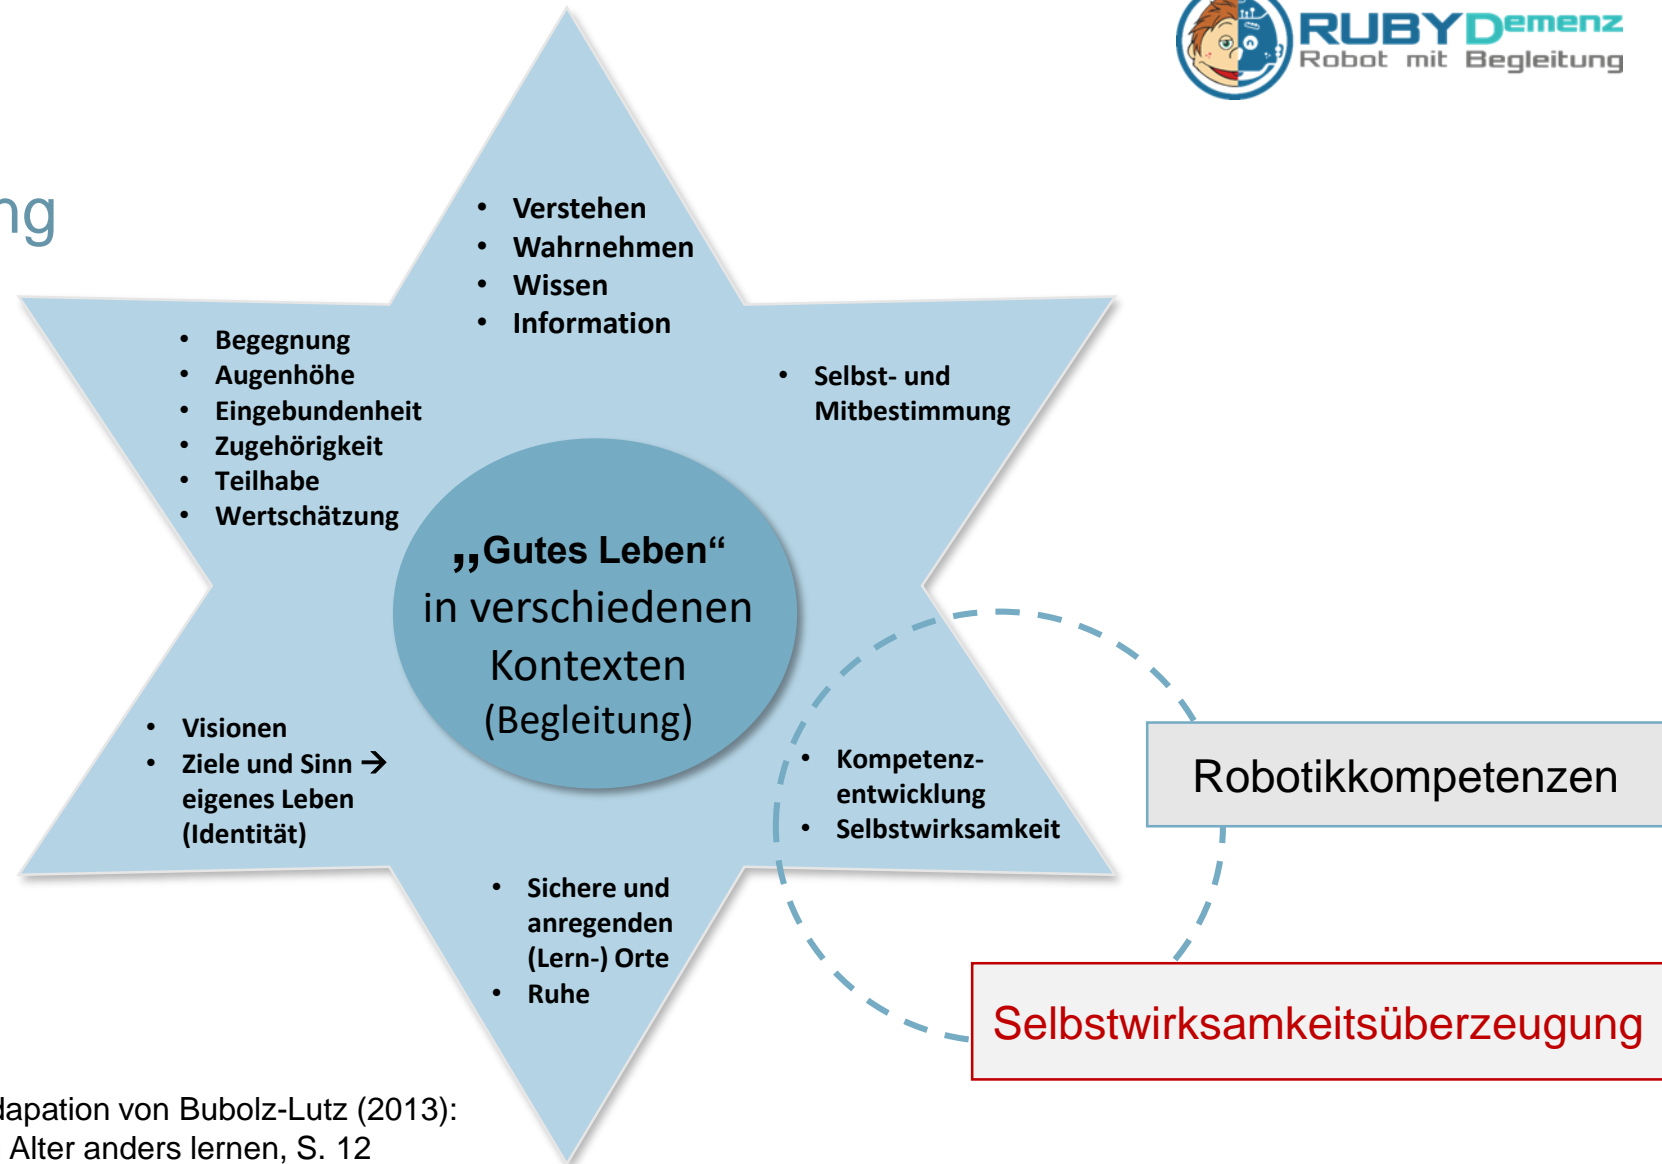 RUBYDemenz
Robot mit Begleitung
ng
• Verstehen
• Wahrnehmen
• Wissen
• Information
• Begegnung
• Augenhöhe
• Eingebundenheit
• Zugehörigkeit
• Teilhabe
• Wertschätzung
• Selbst- und
Mitbestimmung
„Gutes Leben“
in verschiedenen
Kontexten
(Begleitung)
• Visionen
• Ziele und Sinn →
eigenes Leben
(Identität)
• Kompetenz-
entwicklung
• Selbstwirksamkeit
Robotikkompetenzen
• Sichere und
anregenden
(Lern-) Orte
• Ruhe
Selbstwirksamkeitsüberzeugung
dapation von Bubolz-Lutz (2013):
Alter anders lernen, S. 12